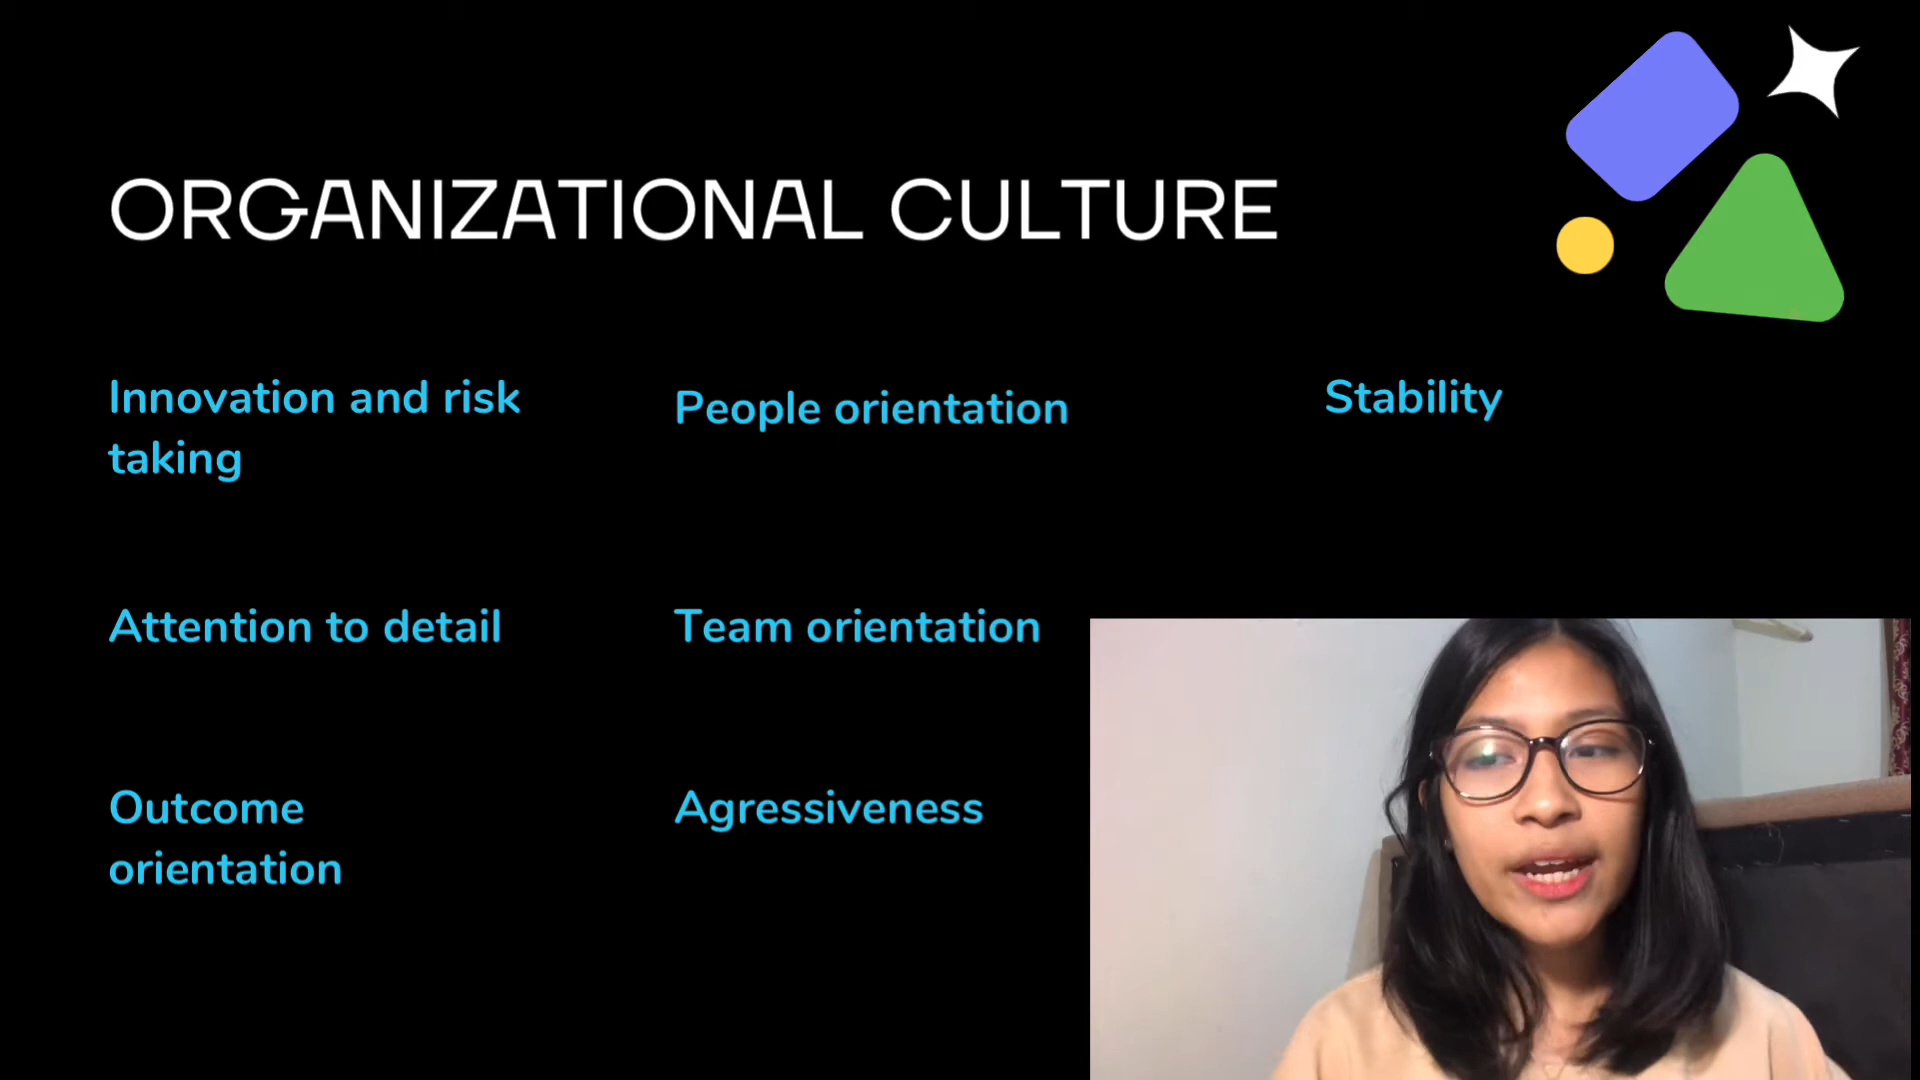 ORGANIZATIONAL CULTURE
Innovation and risk
taking
Attention to detail
Outcome
orientation
People orientation
Team orientation
Agressiveness
Stability